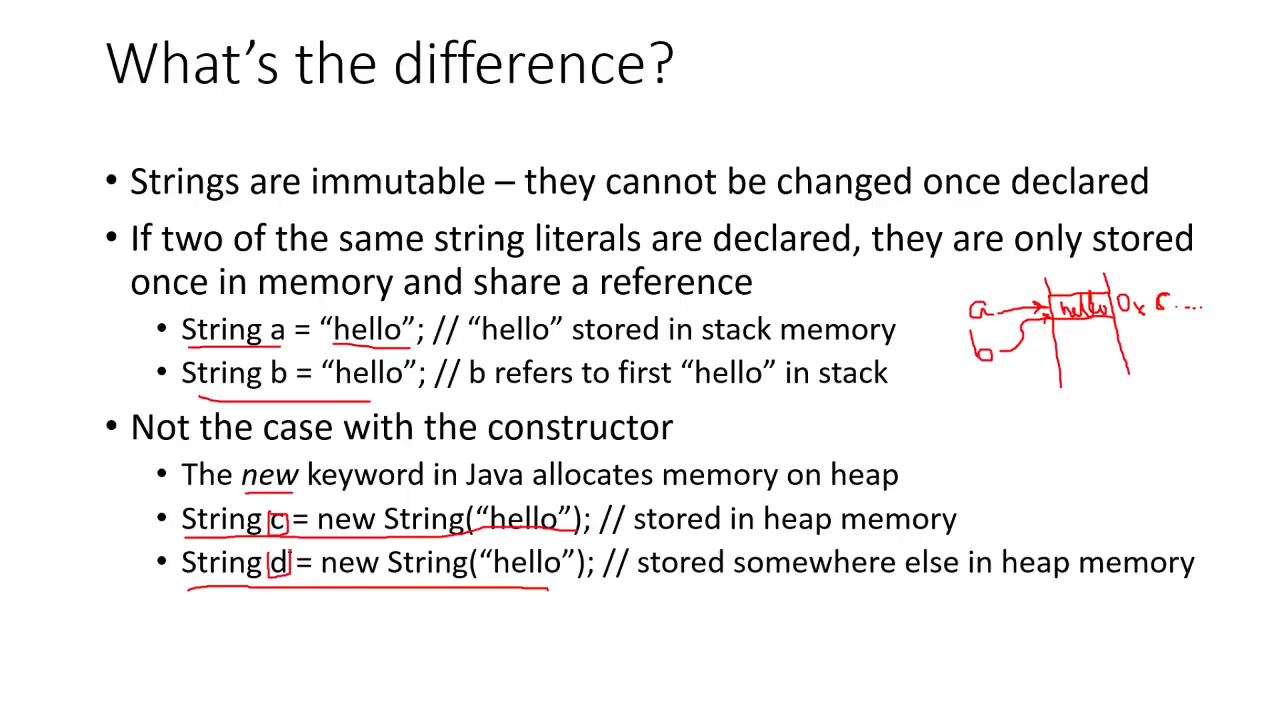 What’s the difference?
• Strings are immutable – they cannot be changed once declared
• If two of the same string literals are declared, they are only stored
once in memory and share a reference
• String a = “hello”; // “hello” stored in stack memory
• String b = “hello”; // b refers to first “hello” in stack
a hello 0x
b
• Not the case with the constructor
• The new keyword in Java allocates memory on heap
• String c = new String(“hello”); // stored in heap memory
• String d = new String(“hello”); // stored somewhere else in heap memory